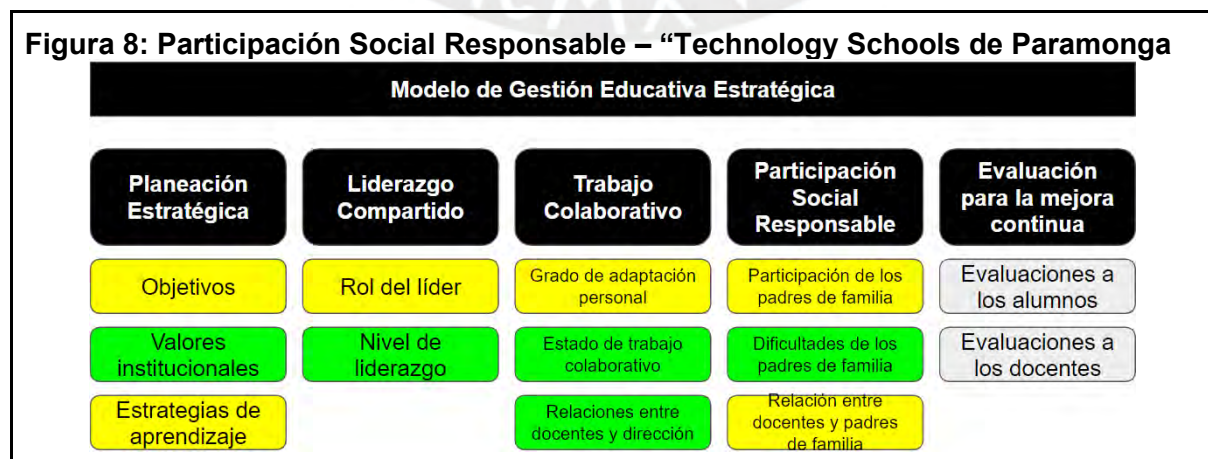 Figura 8: Participación Social Responsable – “Technology Schools de Paramonga
Modelo de Gestión Educativa Estratégica
Planeación
Estratégica
Objetivos
Valores
institucionales
Estrategias de
aprendizaje
Liderazgo
Compartido
Rol del líder
Nivel de
liderazgo
Trabajo
Colaborativo
Grado de adaptación
personal
Estado de trabajo
colaborativo
Relaciones entre
docentes y dirección
Participación
Social
Responsable
Participación de los
padres de familia
Dificultades de los
padres de familia
Relación entre
docentes y padres
de familia
Evaluación
para la mejora
continua
Evaluaciones a
los alumnos
Evaluaciones a
los docentes